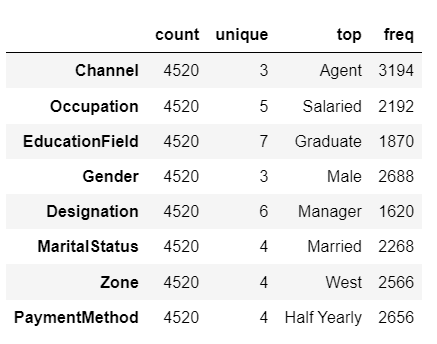 count unique top freq
Channel 4520 3 Agent 3194
Occupation 4520 5 Salaried 2192
EducationField 4520 7 Graduate 1870
Gender 4520 3 Male 2688
Designation 4520 6 Manager 1620
MaritalStatus 4520 4 Married 2268
Zone 4520 4 West 2566
PaymentMethod 4520 4 Half Yearly 2656